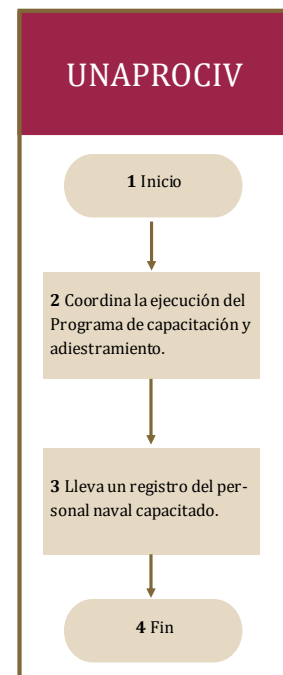 UNAPROCIV
1 Inicio
2 Coordina la ejecución del
Programa de capacitación y
adiestramiento.
3 Lleva un registro del per-
sonal naval capacitado.
4 Fin